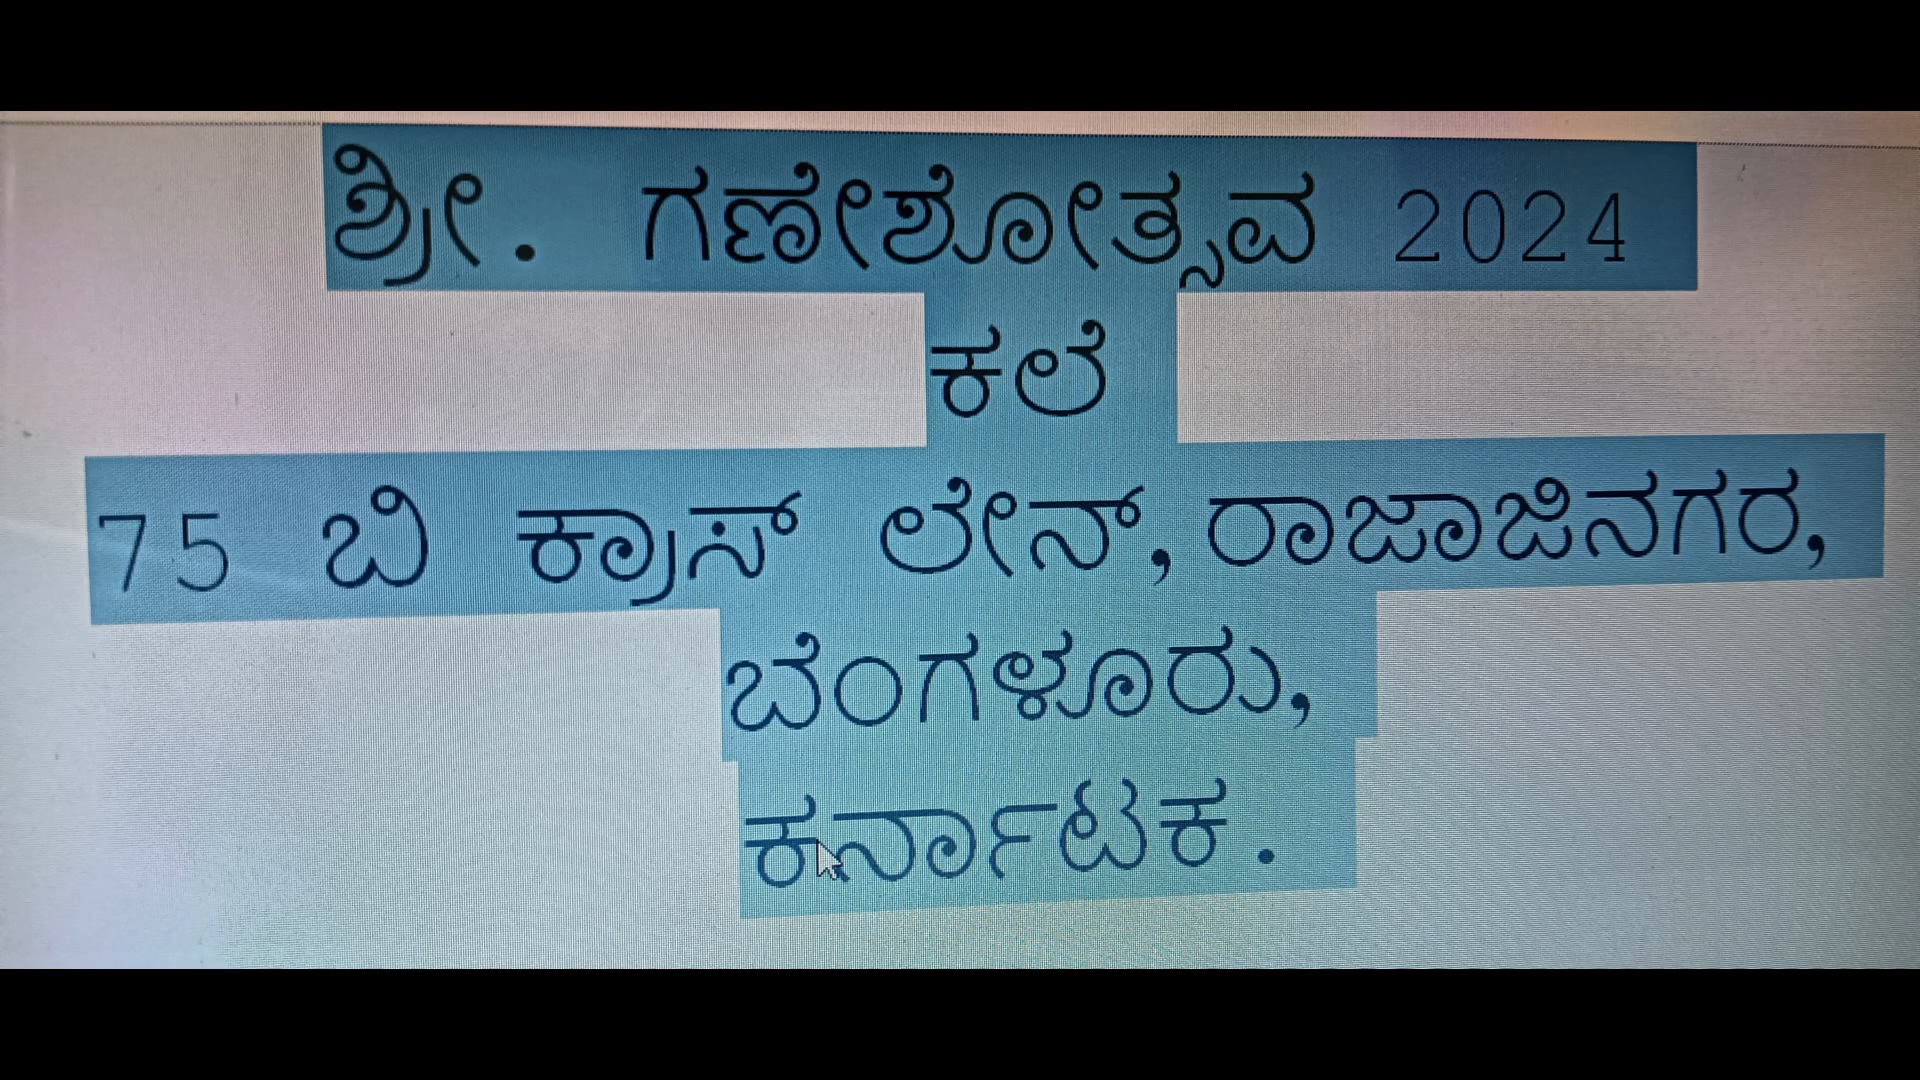 ಶ್ರೀ. ಗಣೇಶೋತ್ಸವ 2024
ಕಲೆ
75 ಬಿ ಕ್ರಾಸ್ ಲೇನ್, ರಾಜಾಜಿನಗರ,
ಬೆಂಗಳೂರು,
ಕರ್ನಾಟಕ.